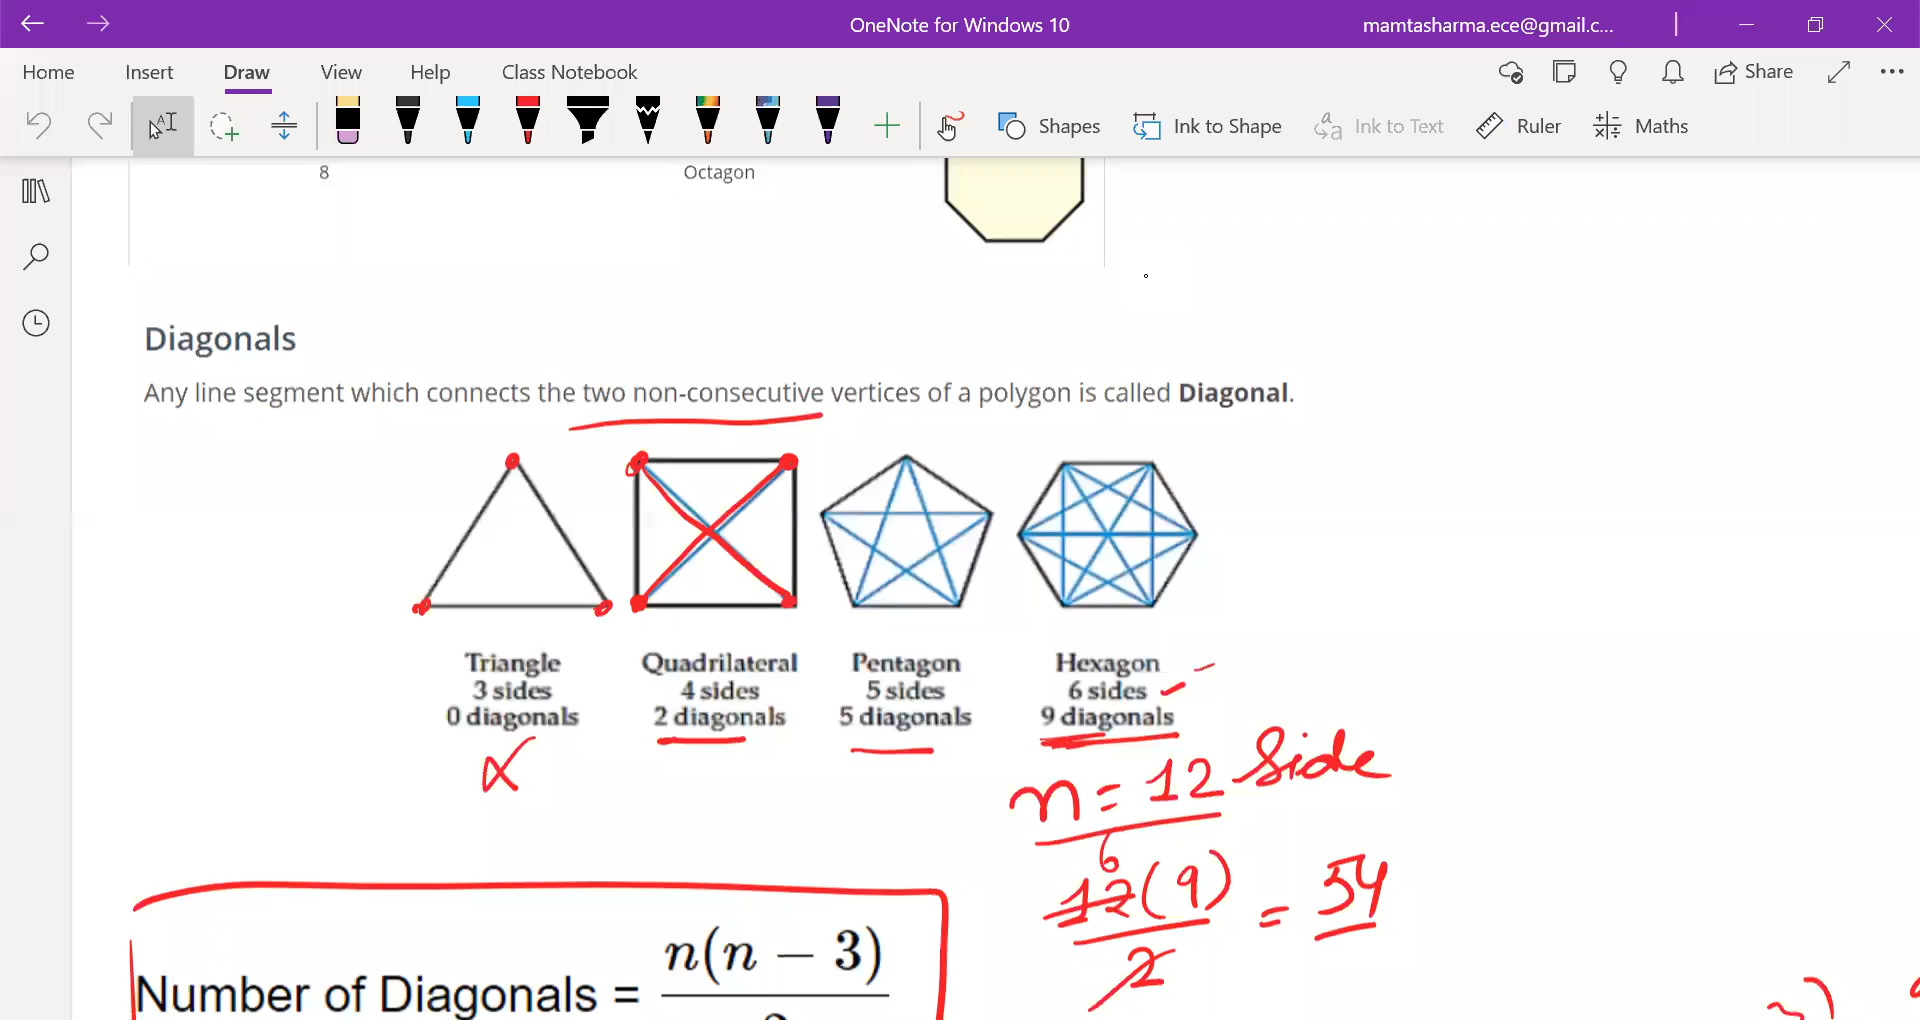 OneNote for Windows 10
mamtasharma.ece@gmail.c...
Home Insert Draw View Help Class Notebook Share
Shapes Ink to Shape Ink to Text Ruler Maths
8 Octagon
Diagonals
Any line segment which connects the two non-consecutive vertices of a polygon is called Diagonal.
Triangle
3 sides
0 diagonals
Quadrilateral
4 sides
2 diagonals
Pentagon
5 sides
5 diagonals
Hexagon
6 sides
9 diagonals
n = 12 Side
6
12(9) = 54
2
n(n − 3)
Number of Diagonals =